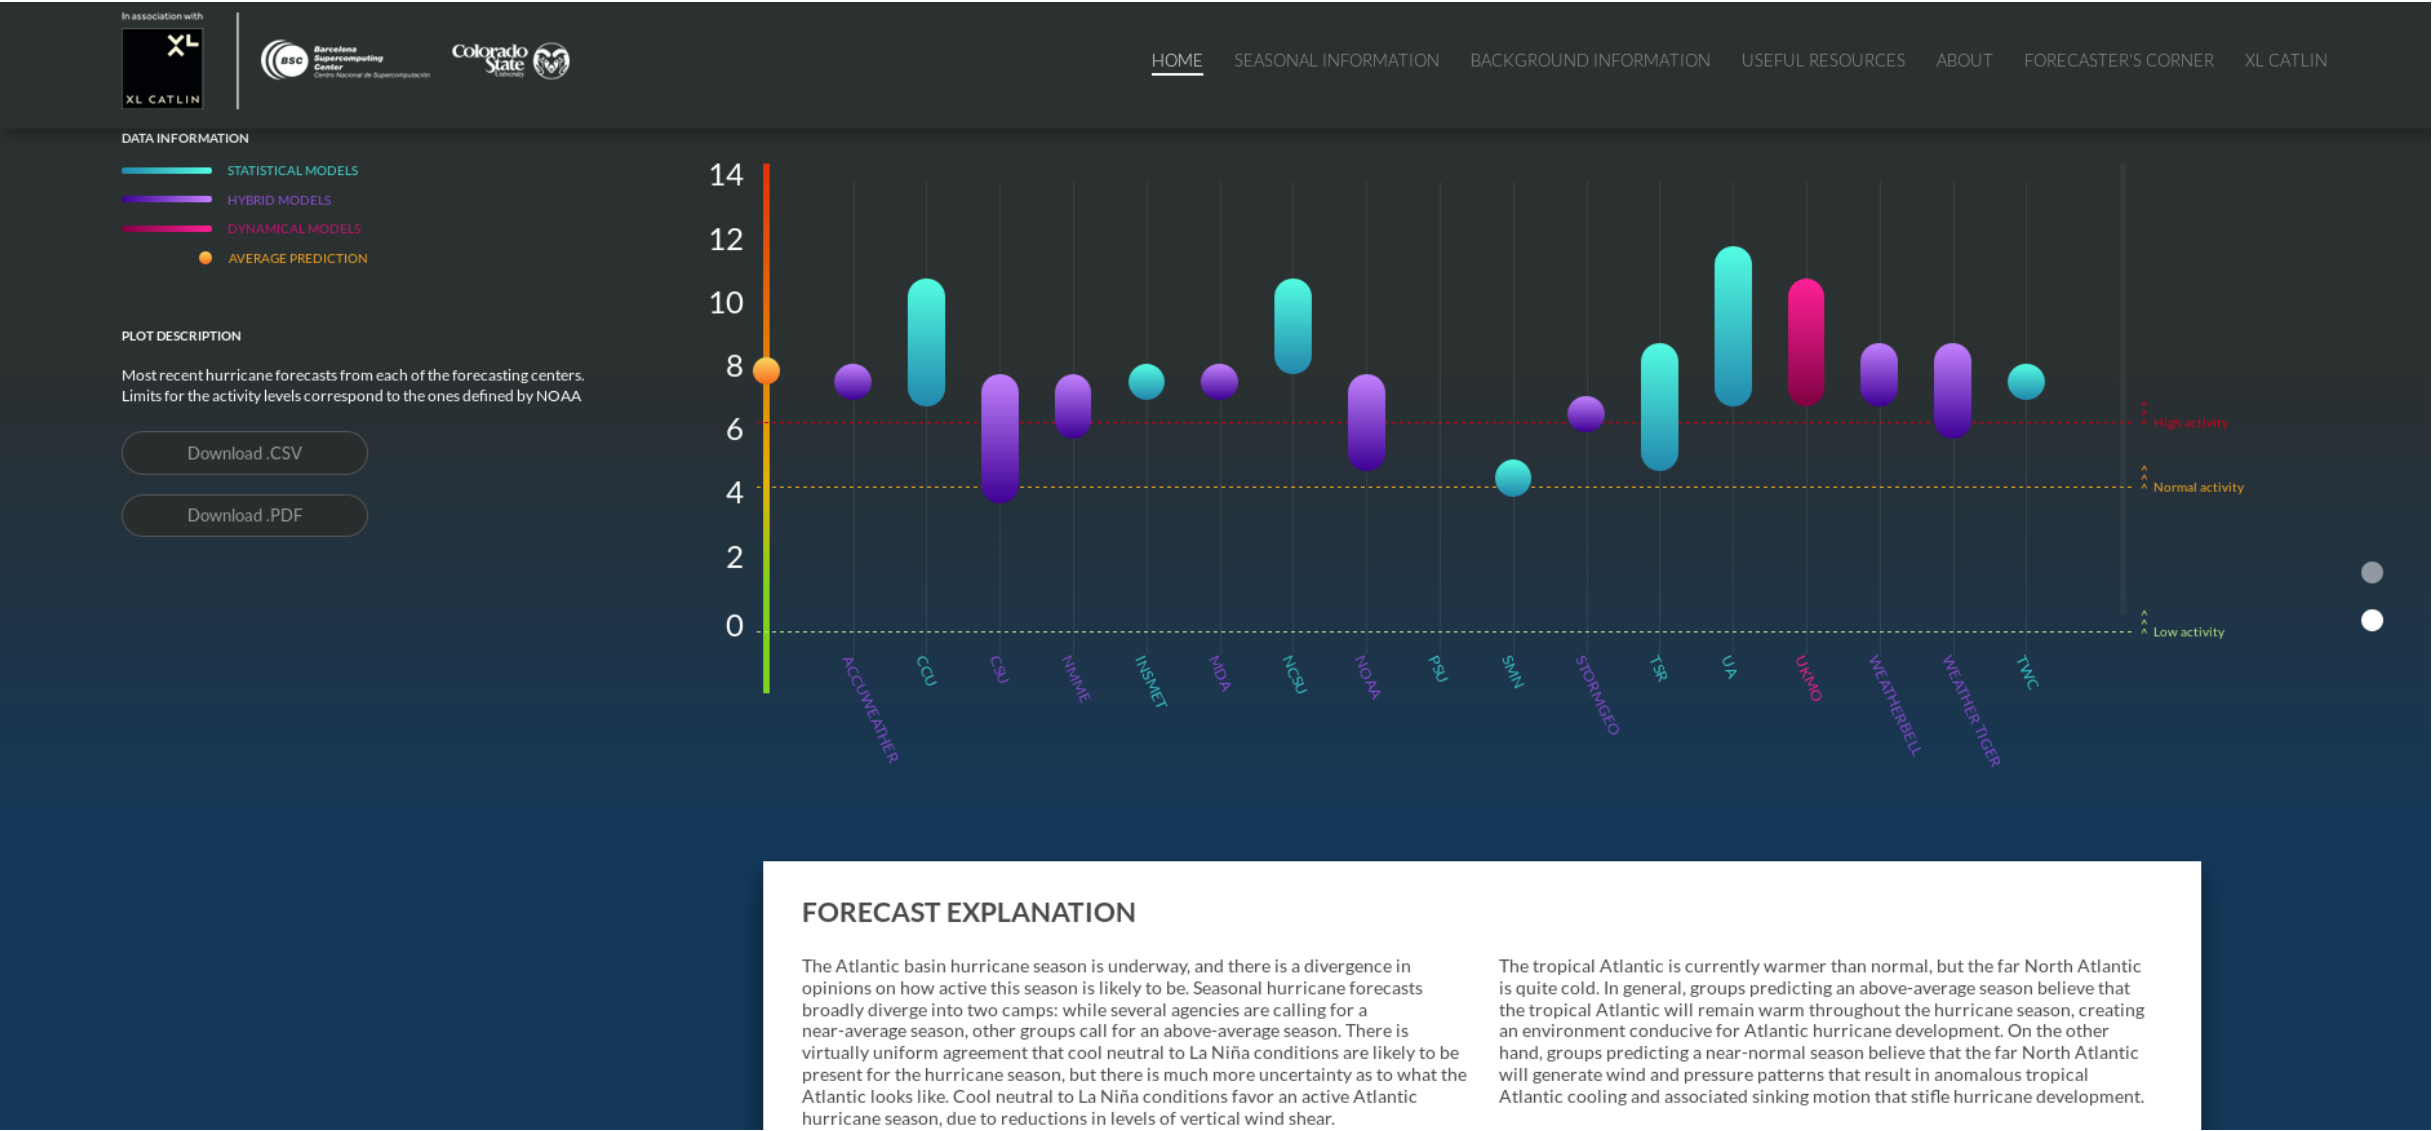 In association with
XL
XL CATLIN
BSC
Barcelona
Supercomputing
Center
Centro Nacional de Supercomputación
Colorado
State
University
HOME
SEASONAL INFORMATION
BACKGROUND INFORMATION
USEFUL RESOURCES
ABOUT
FORECASTER'S CORNER
XL CATLIN
DATA INFORMATION
STATISTICAL MODELS
HYBRID MODELS
DYNAMICAL MODELS
AVERAGE PREDICTION
PLOT DESCRIPTION
Most recent hurricane forecasts from each of the forecasting centers.
Limits for the activity levels correspond to the ones defined by NOAA
Download .CSV
Download .PDF
14
12
10
8
6
4
2
0
High activity
Normal activity
Low activity
ACCUWEATHER
CCU
CSU
NMME
INSMET
MDA
NCSU
NOAA
PSU
SMN
STORMGEO
TSR
UA
UKMO
WEATHERBELL
WEATHER TIGER
TWC
FORECAST EXPLANATION
The Atlantic basin hurricane season is underway, and there is a divergence in
opinions on how active this season is likely to be. Seasonal hurricane forecasts
broadly diverge into two camps: while several agencies are calling for a
near-average season, other groups call for an above-average season. There is
virtually uniform agreement that cool neutral to La Niña conditions are likely to be
present for the hurricane season, but there is much more uncertainty as to what the
Atlantic looks like. Cool neutral to La Niña conditions favor an active Atlantic
hurricane season, due to reductions in levels of vertical wind shear.
The tropical Atlantic is currently warmer than normal, but the far North Atlantic
is quite cold. In general, groups predicting an above-average season believe that
the tropical Atlantic will remain warm throughout the hurricane season, creating
an environment conducive for Atlantic hurricane development. On the other
hand, groups predicting a near-normal season believe that the far North Atlantic
will generate wind and pressure patterns that result in anomalous tropical
Atlantic cooling and associated sinking motion that stifle hurricane development.